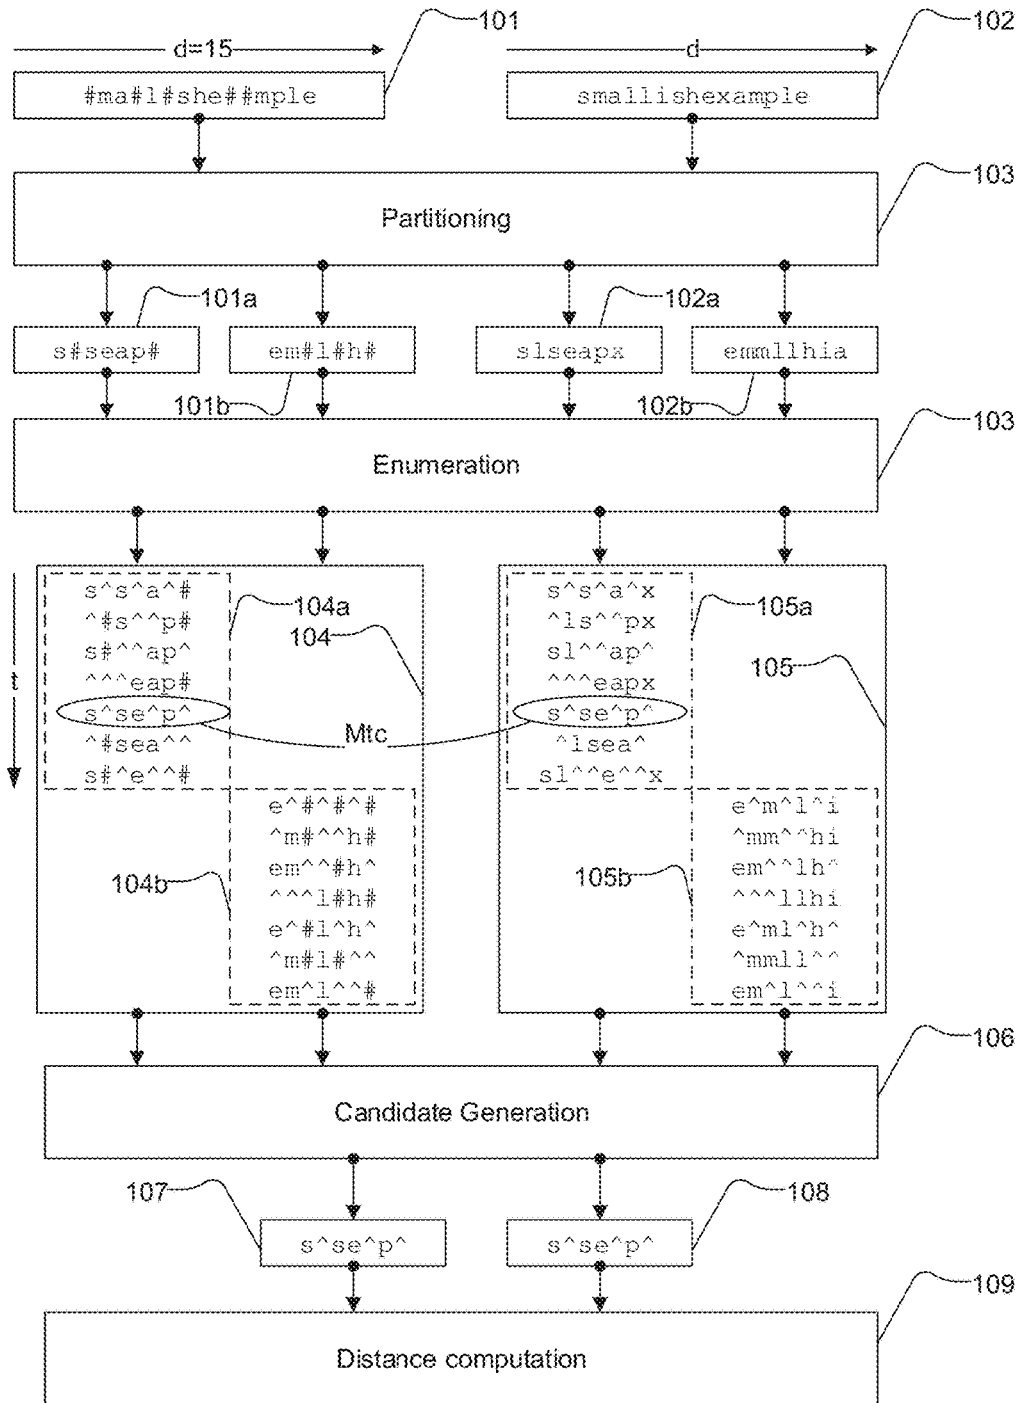 101
102
d=15
d
#ma#l#she##mple
smallishexample
103
Partitioning
101a
102a
s#seap#
em#l#h#
slseapx
emmllhia
101b
102b
103
Enumeration
s^s^a^#
^#s^^p#
s#^^ap^
^^^eap#
s^se^p^
^#sea^^
s#^e^^#
104a
104
s^s^a^x
^ls^^px
sl^^ap^
^^^eapx
s^se^p^
^lsea^
sl^^e^^x
105a
105
t
Mtc
e^#^#^#
^m#^^h#
em^^#h^
^^^l#h#
e^#l^h^
^m#l#^^
em^l^^#
104b
e^m^l^i
^mm^^hi
em^^lh^
^^^llhi
e^ml^h^
^mmll^^
em^l^^i
105b
106
Candidate Generation
107
108
s^se^p^
s^se^p^
109
Distance computation